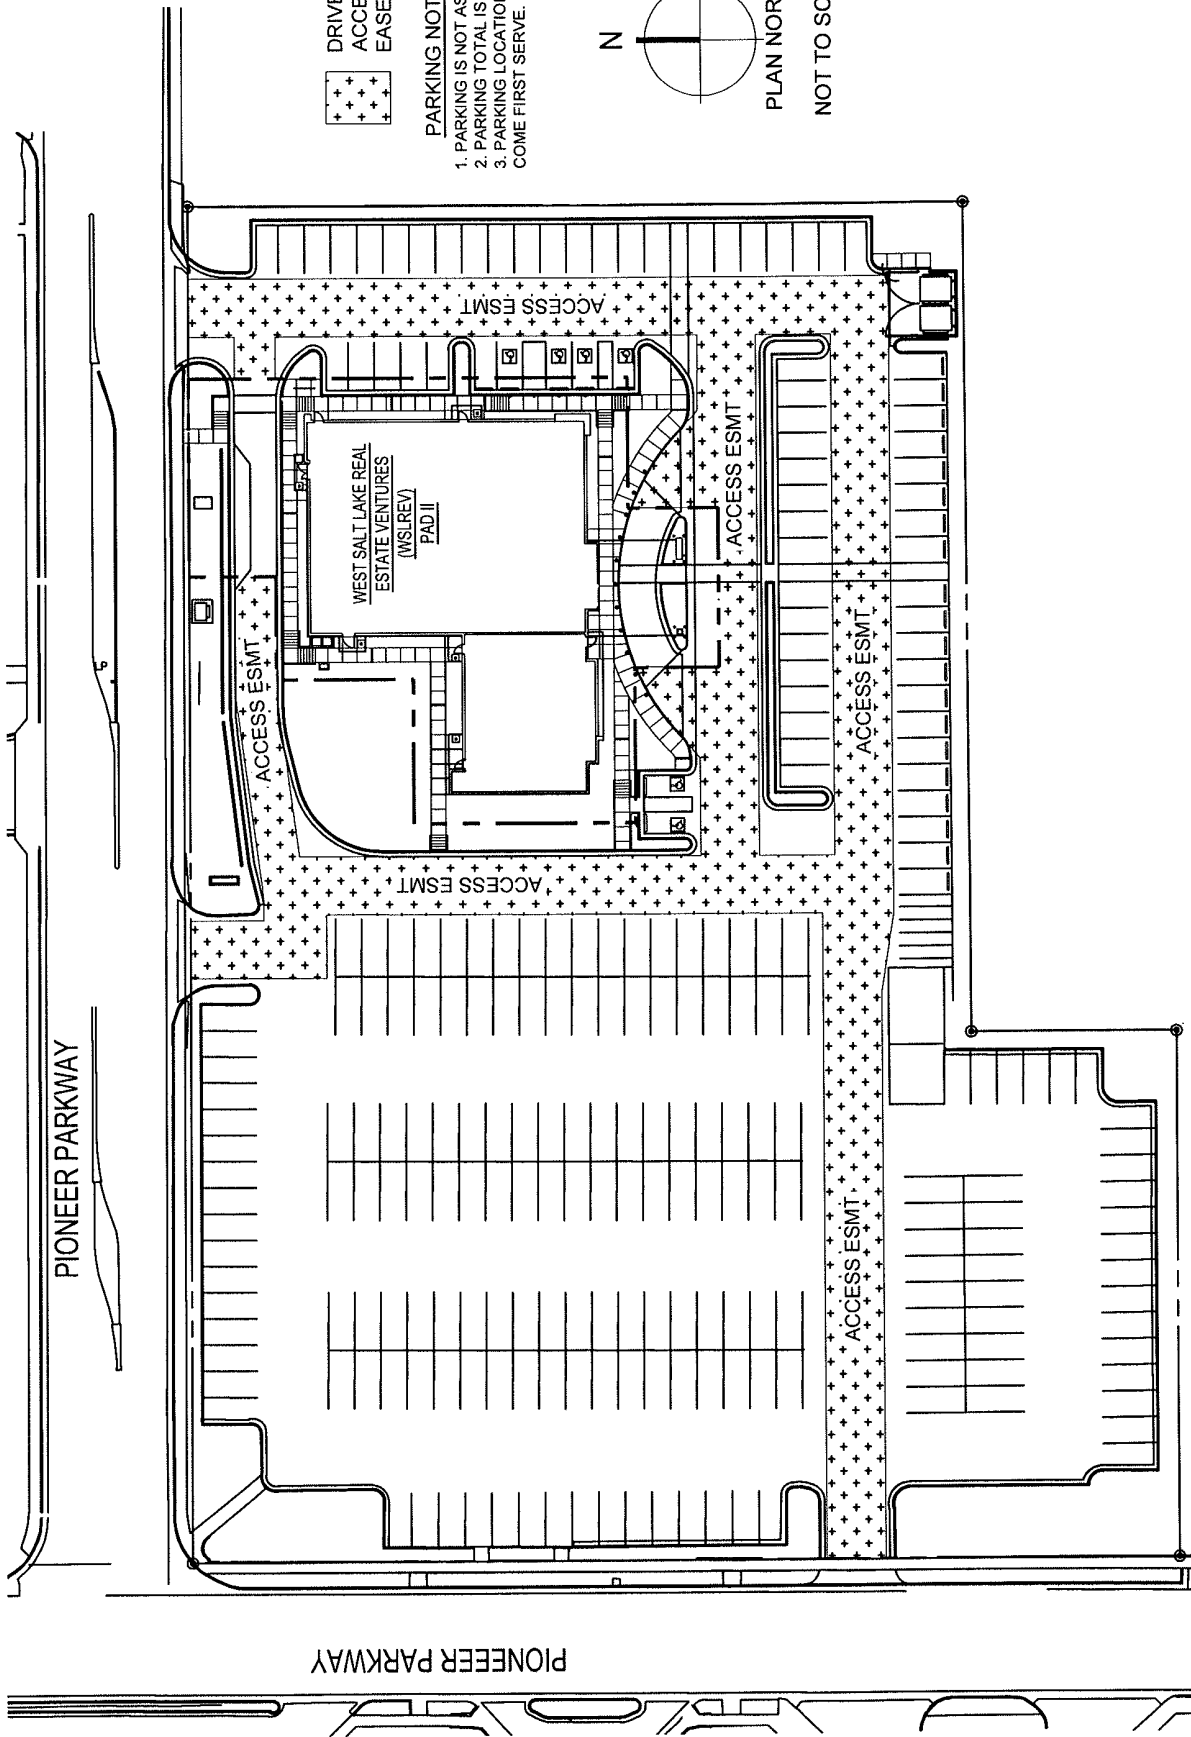 PIONEER PARKWAY
DRIVE
ACCE
EASE
PARKING NOT
1. PARKING IS NOT AS
2. PARKING TOTAL IS
3. PARKING LOCATION
COME FIRST SERVE.
N
PLAN NOR
NOT TO SC
WEST SALT LAKE REAL
ESTATE VENTURES
(WSLREV)
PAD II
ACCESS ESMT
ACCESS ESMT
ACCESS ESMT
ACCESS ESMT
ACCESS ESMT
ACCESS ESMT
PIONEEER PARKWAY